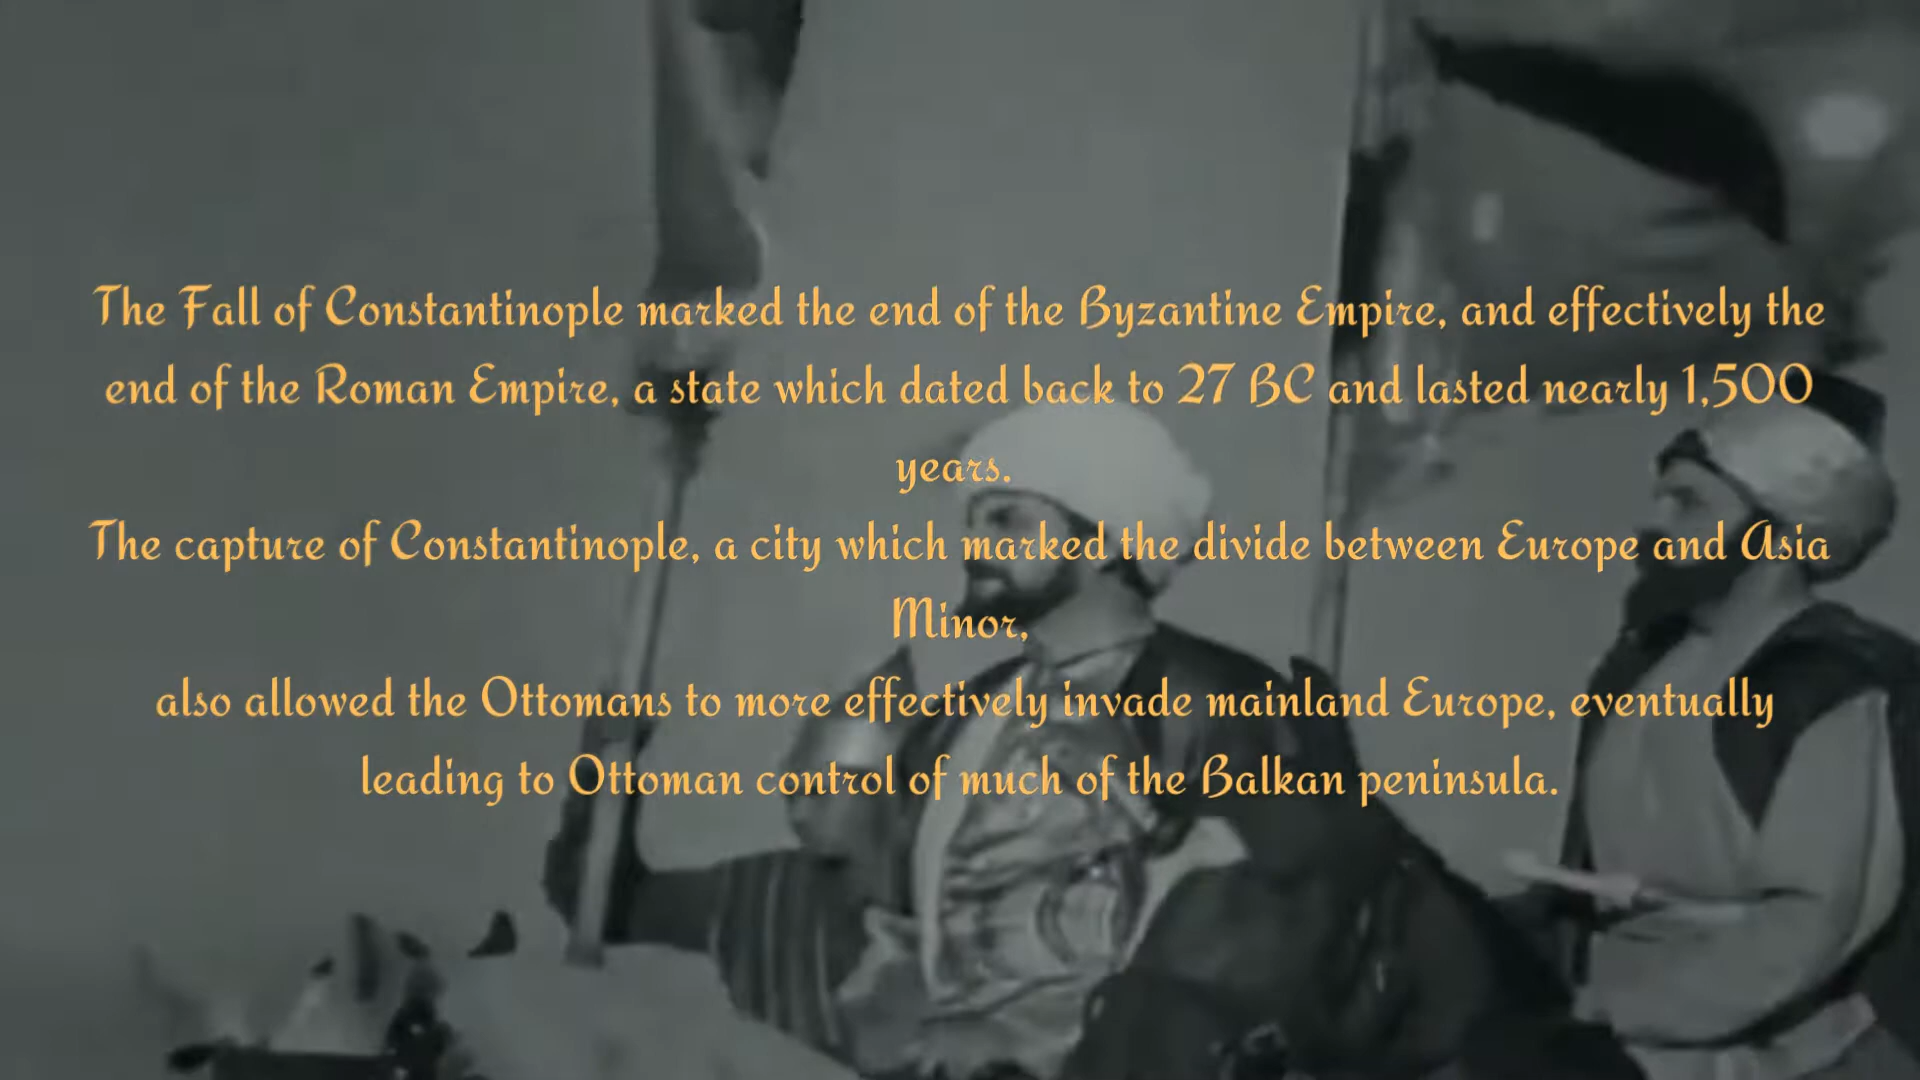 The Fall of Constantinople marked the end of the Byzantine Empire, and effectively the
end of the Roman Empire, a state which dated back to 27 BC and lasted nearly 1,500
years.
The capture of Constantinople, a city which marked the divide between Europe and Asia
Minor,
also allowed the Ottomans to more effectively invade mainland Europe, eventually
leading to Ottoman control of much of the Balkan peninsula.